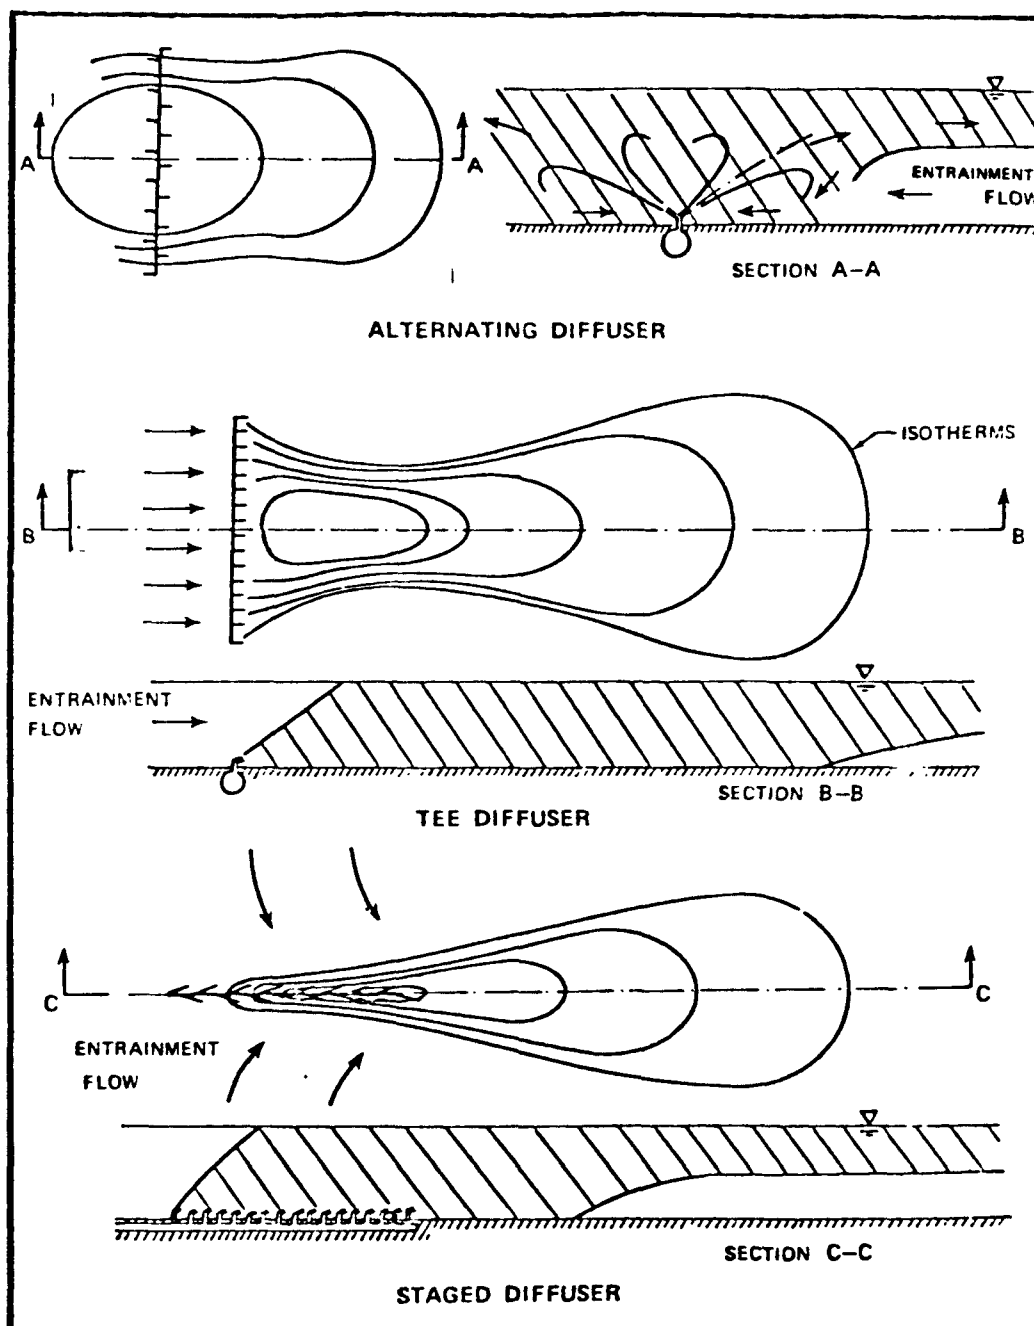 A
A
ENTRAINMENT
FLOW
SECTION A-A
ALTERNATING DIFFUSER
ISOTHERMS
B
B
ENTRAINMENT
FLOW
SECTION B-B
TEE DIFFUSER
C
C
ENTRAINMENT
FLOW
SECTION C-C
STAGED DIFFUSER